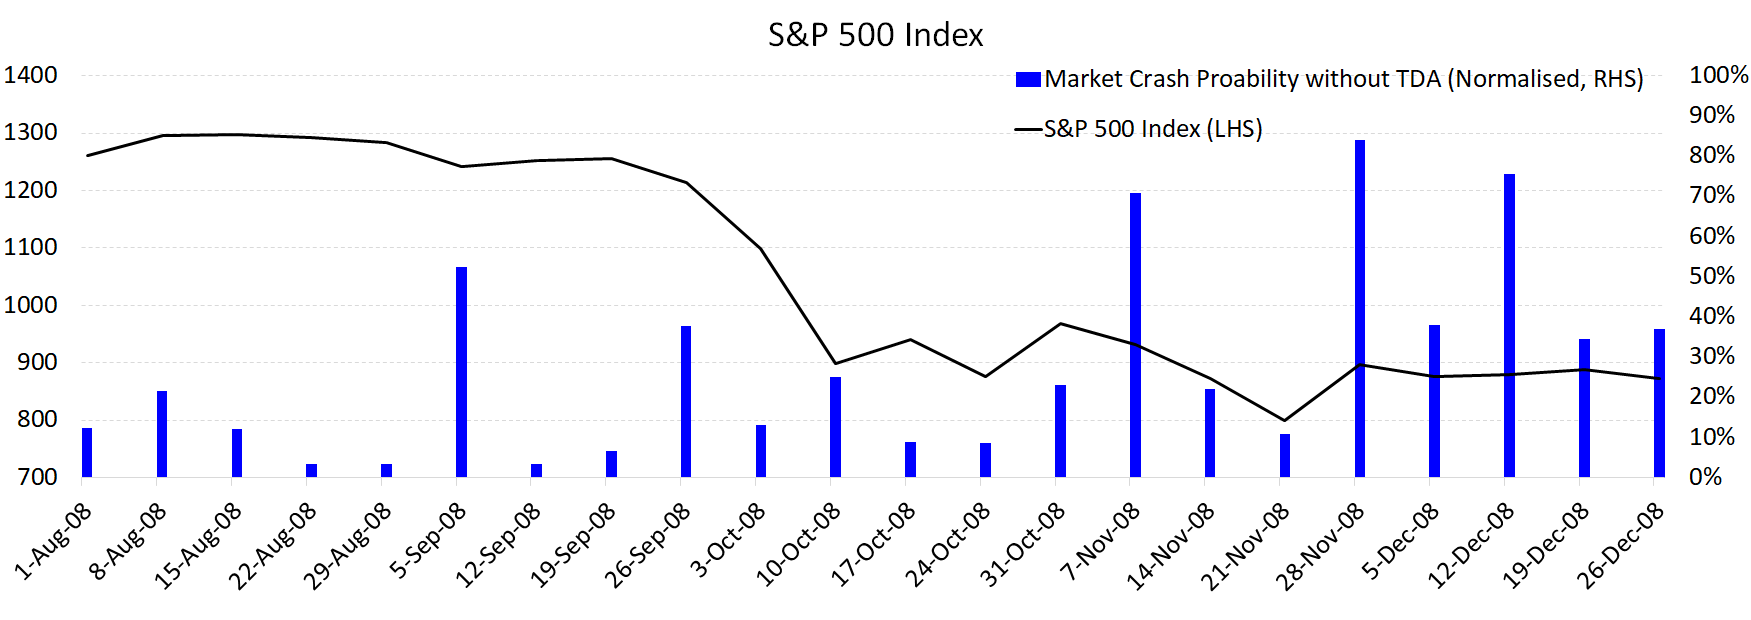 S&P 500 Index
1400
1300
1200
1100
1000
900
800
700
Market Crash Proability without TDA (Normalised, RHS)
S&P 500 Index (LHS)
100%
90%
80%
70%
60%
50%
40%
30%
20%
10%
0%
1-Aug-08
8-Aug-08
15-Aug-08
22-Aug-08
29-Aug-08
5-Sep-08
12-Sep-08
19-Sep-08
26-Sep-08
3-Oct-08
10-Oct-08
17-Oct-08
24-Oct-08
31-Oct-08
7-Nov-08
14-Nov-08
21-Nov-08
28-Nov-08
5-Dec-08
12-Dec-08
19-Dec-08
26-Dec-08